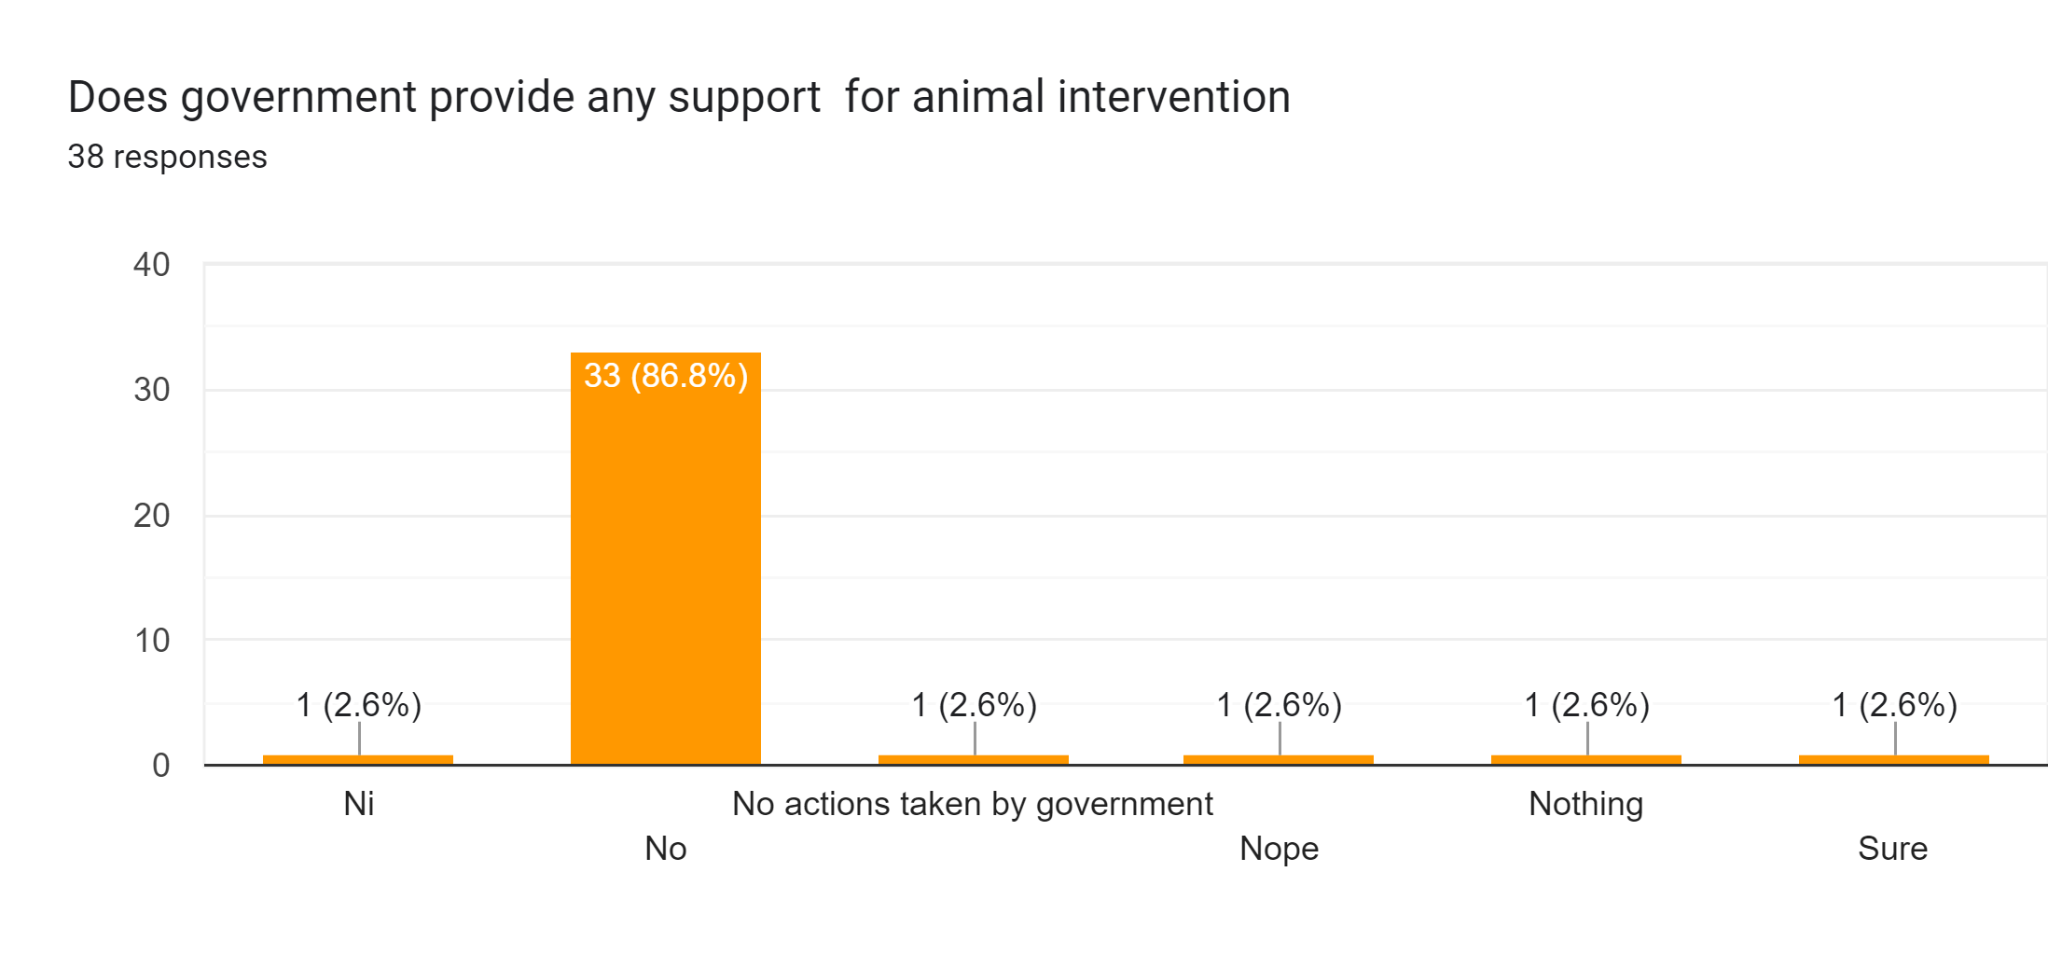 Does government provide any support  for animal intervention
38 responses
40
30
20
10
0
1 (2.6%)
33 (86.8%)
1 (2.6%)
1 (2.6%)
1 (2.6%)
1 (2.6%)
Ni
No
No actions taken by government
Nope
Nothing
Sure